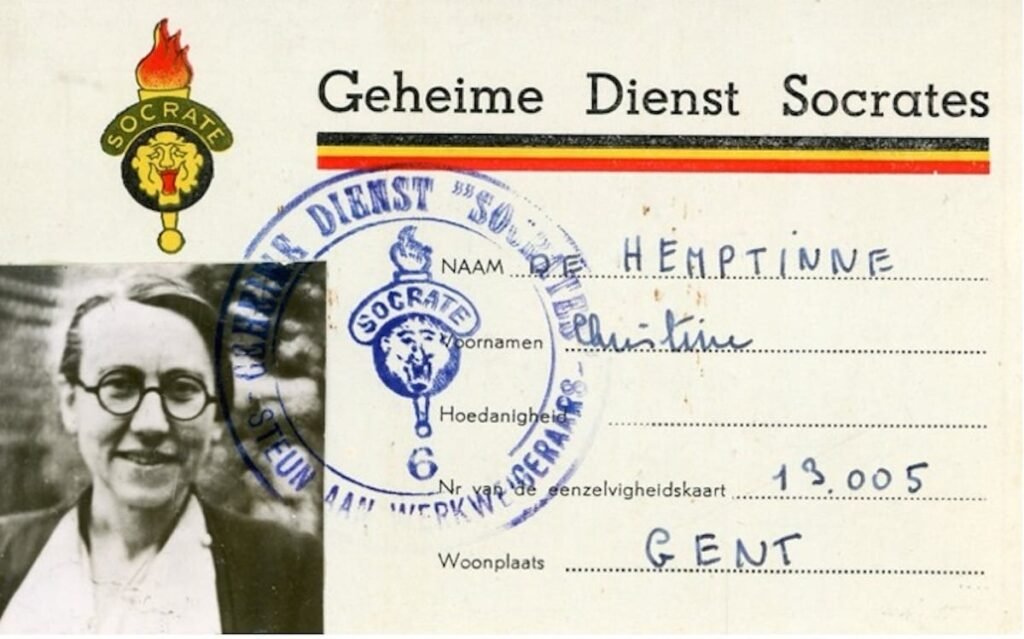 SOCRATE
Geheime Dienst Socrates
GEHEIME DIENST "SOCRATES"
- STEUN AAN WERKWEIGERAARS -
SOCRATE
6
NAAM DE HEMPTINNE
Voornamen Christine
Hoedanigheid
Nr van de eenzelvigheidskaart 13.005
Woonplaats GENT